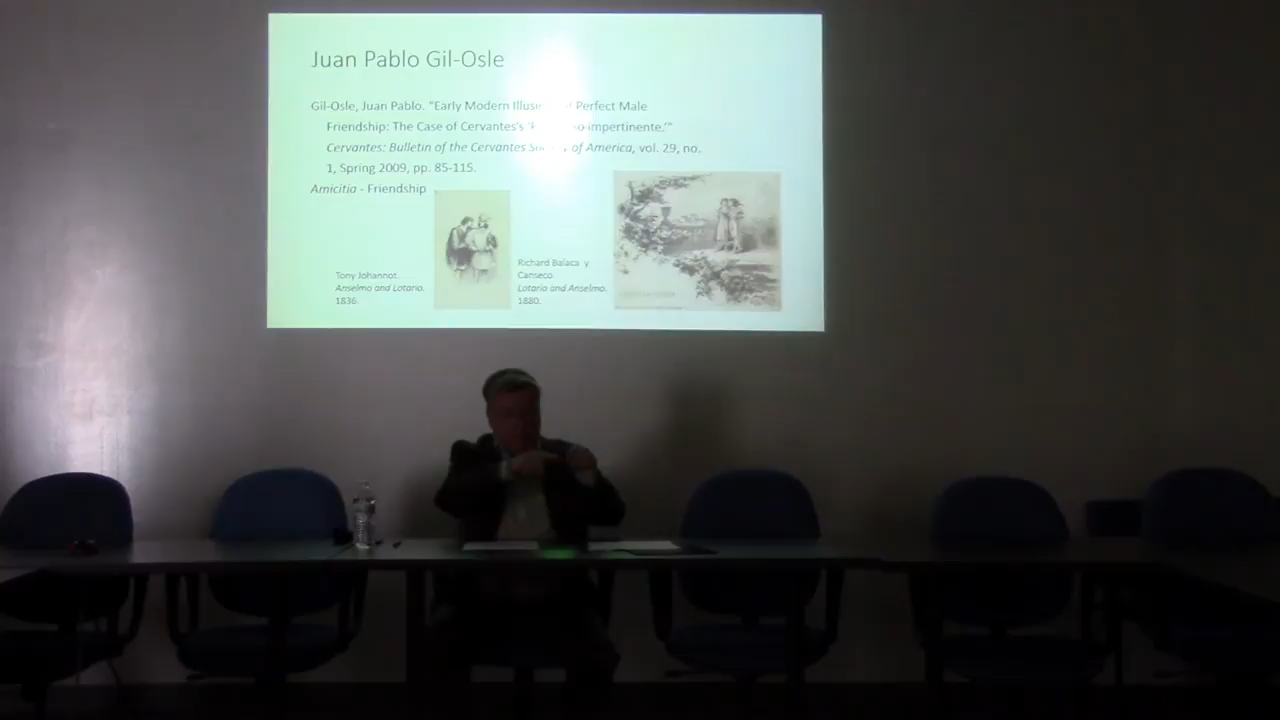 Juan Pablo Gil-Osle
Gil-Osle, Juan Pablo. "Early Modern Perfect Male
Friendship: The Case of Cervantes's
Cervantes: Bulletin of the Cervantes of America, vol. 29, no.
1, Spring 2009, pp. 85-115.
Amicitia - Friendship
Tony Johannot.
Anselmo and Lotario.
1836.
Richard Balaca y
Canseco.
Lotario and Anselmo.
1880.